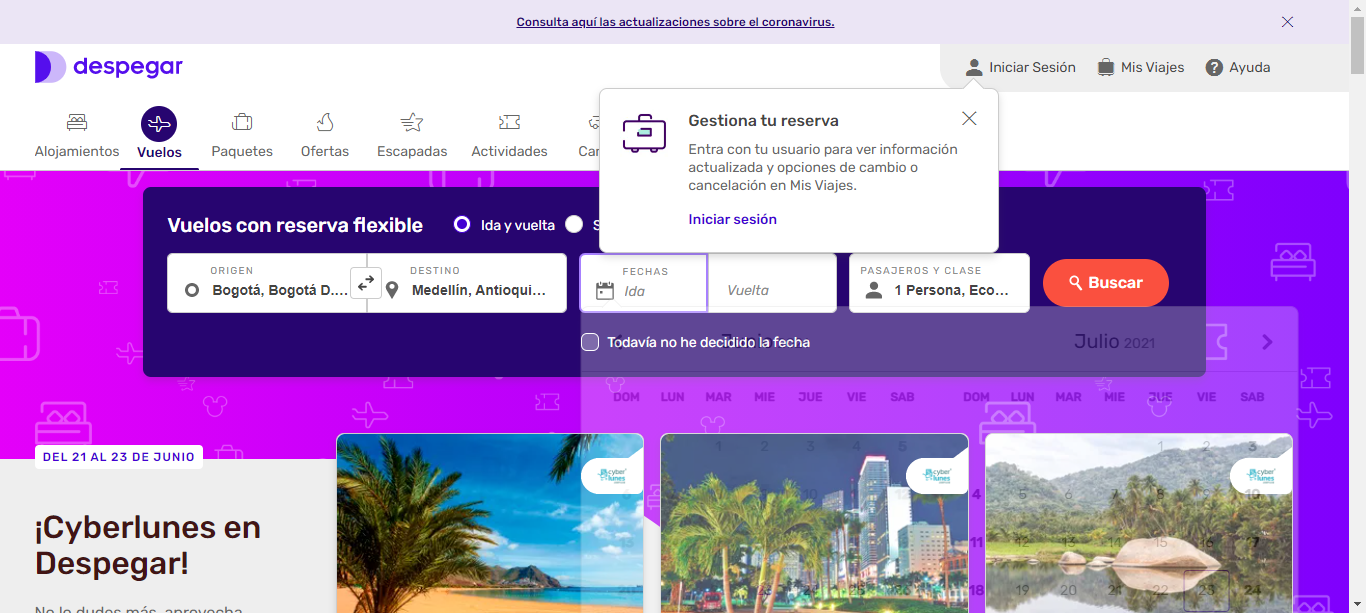 Consulta aquí las actualizaciones sobre el coronavirus.
despegar
Iniciar Sesión
Mis Viajes
Ayuda
Alojamientos
Vuelos
Paquetes
Ofertas
Escapadas
Actividades
Gestiona tu reserva
Entra con tu usuario para ver información
actualizada y opciones de cambio o
cancelación en Mis Viajes.
Iniciar sesión
Vuelos con reserva flexible
Ida y vuelta
ORIGEN
Bogotá, Bogotá D....
DESTINO
Medellín, Antioqui...
FECHAS
Ida
Vuelta
PASAJEROS Y CLASE
1 Persona, Eco...
Buscar
Todavía no he decidido la fecha
Julio 2021
DOM LUN MAR MIE JUE VIE SAB
DOM LUN MAR MIE JUE VIE SAB
1 2 3 4 5
1 2 3
4 5 6 7 8 9 10
11 12 13 14 15 16 17
18 19 20 21 22 23 24
DEL 21 AL 23 DE JUNIO
cyber lunes
cyber lunes
cyber lunes
¡Cyberlunes en
Despegar!
No lo dudes más, aprovecha